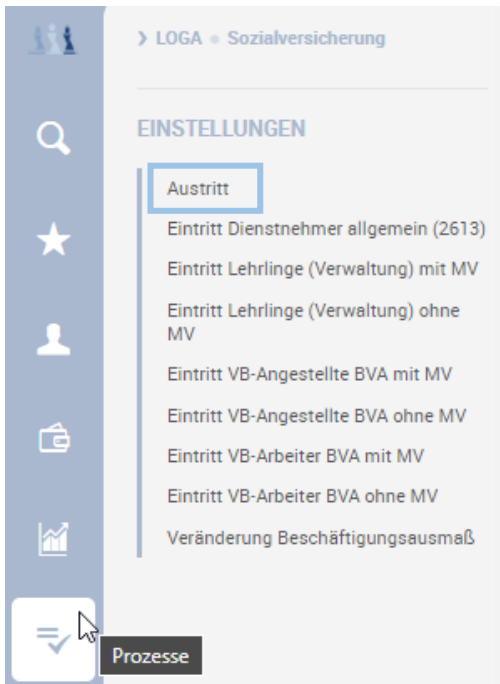 LOGA • Sozialversicherung
EINSTELLUNGEN
Austritt
Eintritt Dienstnehmer allgemein (2613)
Eintritt Lehrlinge (Verwaltung) mit MV
Eintritt Lehrlinge (Verwaltung) ohne
MV
Eintritt VB-Angestellte BVA mit MV
Eintritt VB-Angestellte BVA ohne MV
Eintritt VB-Arbeiter BVA mit MV
Eintritt VB-Arbeiter BVA ohne MV
Veränderung Beschäftigungsausmaß
Prozesse